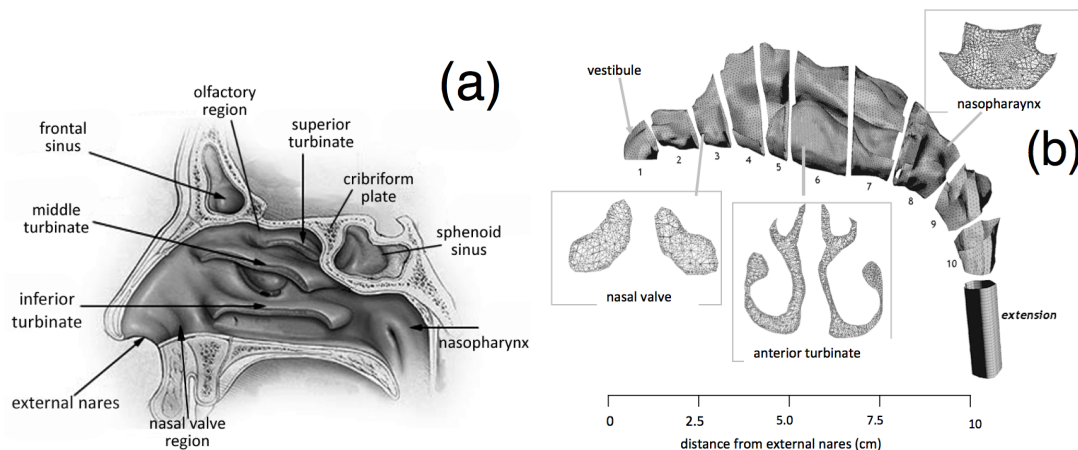 (a)
olfactory
region
frontal
sinus
superior
turbinate
cribriform
plate
middle
turbinate
sphenoid
sinus
inferior
turbinate
nasopharynx
external nares
nasal valve
region
(b)
vestibule
nasopharaynx
1
2
3
4
5
6
7
8
9
10
nasal valve
anterior turbinate
extension
0
2.5
5.0
7.5
10
distance from external nares (cm)